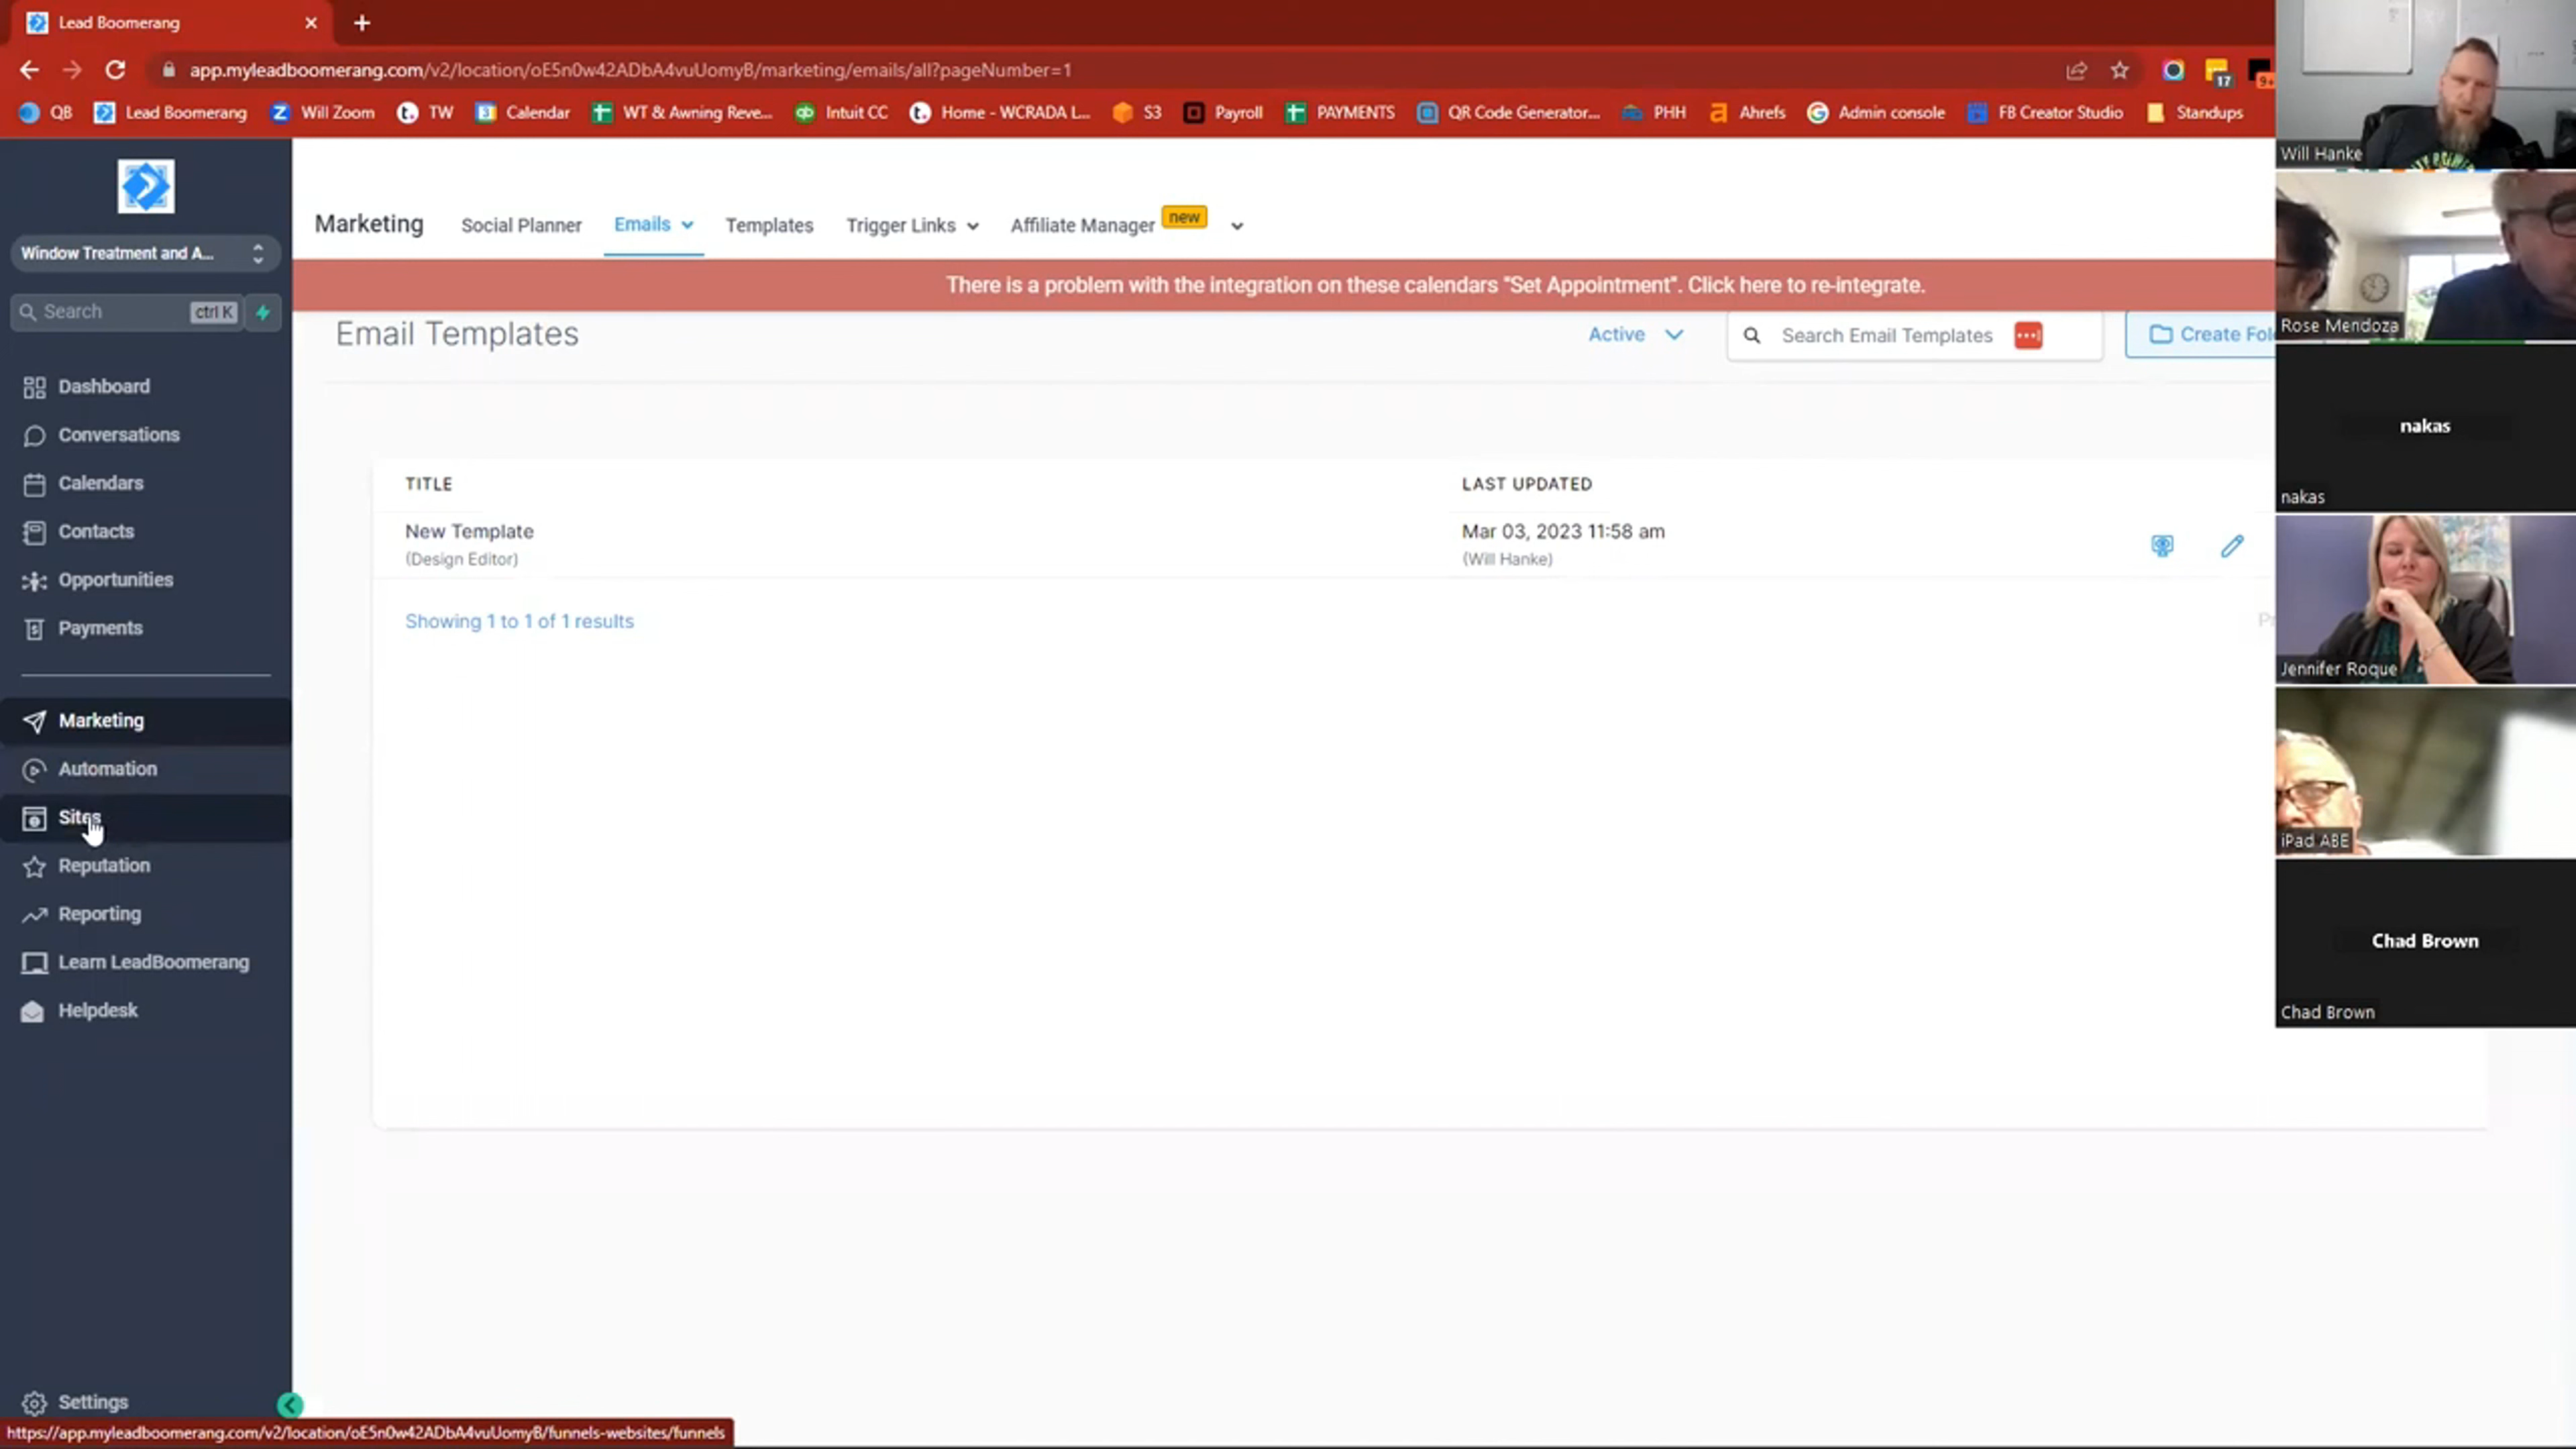 Lead Boomerang
app.myleadboomerang.com/v2/location/oE5n0w42ADbA4vuUomyB/marketing/emails/all?pageNumber=1
17
9+
QB Lead Boomerang Will Zoom TW Calendar WT & Awning Reve... Intuit CC Home - WCRADA L... S3 Payroll PAYMENTS QR Code Generator... PHH Ahrefs Admin console FB Creator Studio Standups
Window Treatment and A...
Search ctrl K
Dashboard
Conversations
Calendars
Contacts
Opportunities
Payments
Marketing
Automation
Sites
Reputation
Reporting
Learn LeadBoomerang
Helpdesk
Settings
Marketing Social Planner Emails Templates Trigger Links Affiliate Manager new
There is a problem with the integration on these calendars "Set Appointment". Click here to re-integrate.
Email Templates Active Search Email Templates Create Fol
TITLE LAST UPDATED
New Template Mar 03, 2023 11:58 am
(Design Editor) (Will Hanke)
Showing 1 to 1 of 1 results
Will Hanke
Rose Mendoza
nakas
nakas
Jennifer Roque
iPad ABE
Chad Brown
Chad Brown
https://app.myleadboomerang.com/v2/location/oE5n0w42ADbA4vuUomyB/funnels-websites/funnels